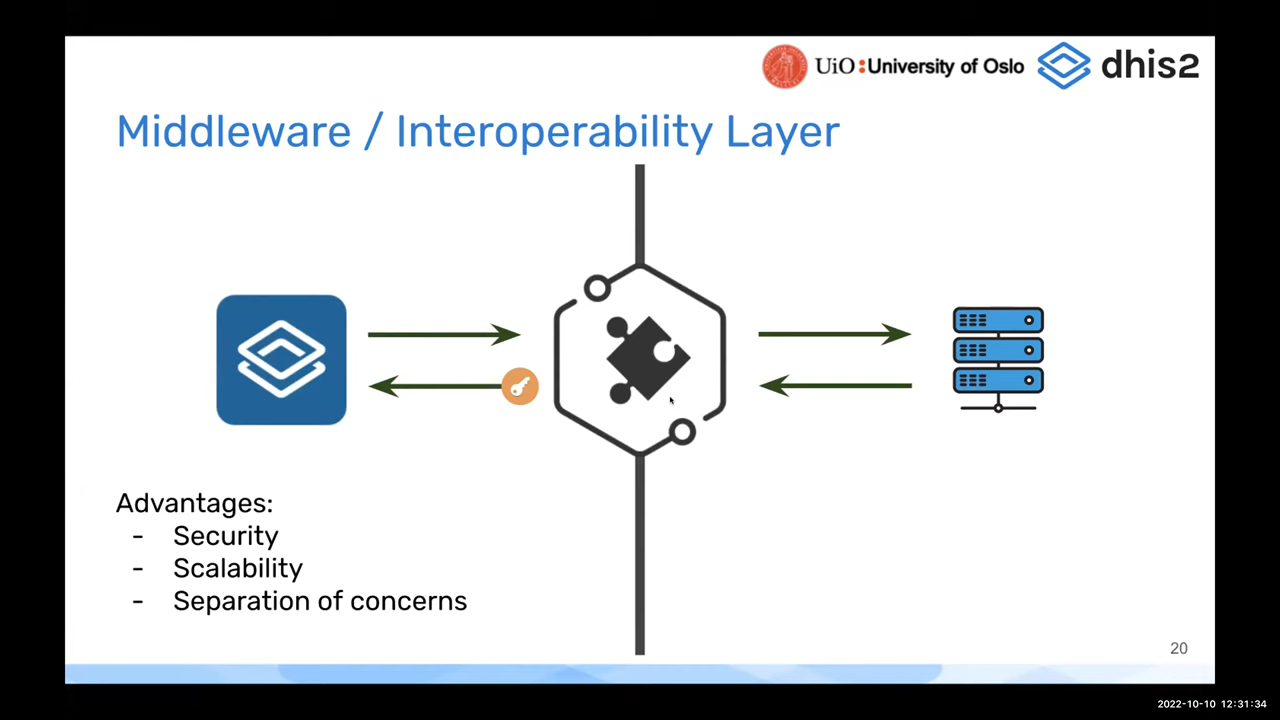 UiO:University of Oslo
dhis2
Middleware / Interoperability Layer
Advantages:
- Security
- Scalability
- Separation of concerns
20
2022-10-10 12:31:34